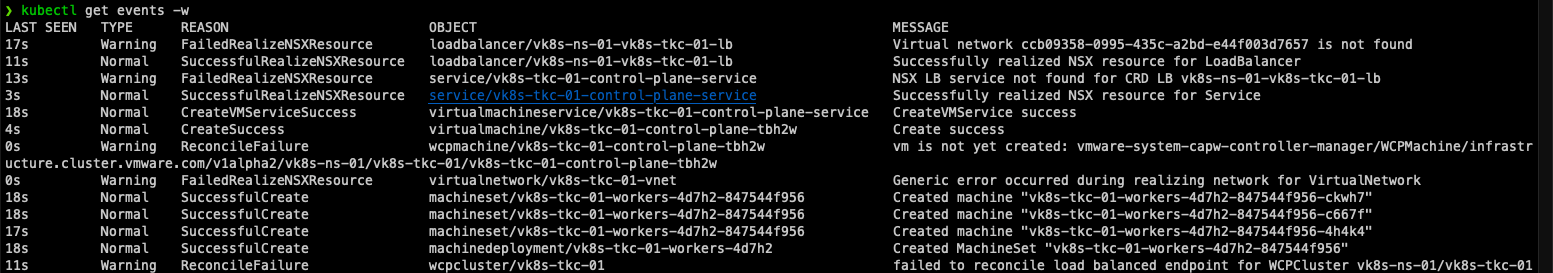 ❯ kubectl get events -w
LAST SEEN   TYPE      REASON                         OBJECT                                                MESSAGE
17s         Warning   FailedRealizeNSXResource       loadbalancer/vk8s-ns-01-vk8s-tkc-01-lb                Virtual network ccb09358-0995-435c-a2bd-e44f003d7657 is not found
11s         Normal    SuccessfulRealizeNSXResource   loadbalancer/vk8s-ns-01-vk8s-tkc-01-lb                Successfully realized NSX resource for LoadBalancer
13s         Warning   FailedRealizeNSXResource       service/vk8s-tkc-01-control-plane-service             NSX LB service not found for CRD LB vk8s-ns-01-vk8s-tkc-01-lb
3s          Normal    SuccessfulRealizeNSXResource   service/vk8s-tkc-01-control-plane-service             Successfully realized NSX resource for Service
18s         Normal    CreateVMServiceSuccess         virtualmachineservice/vk8s-tkc-01-control-plane-service   CreateVMService success
4s          Normal    CreateSuccess                  virtualmachine/vk8s-tkc-01-control-plane-tbh2w        Create success
0s          Warning   ReconcileFailure               wcpmachine/vk8s-tkc-01-control-plane-tbh2w            vm is not yet created: vmware-system-capw-controller-manager/WCPMachine/infrastr
ucture.cluster.vmware.com/v1alpha2/vk8s-ns-01/vk8s-tkc-01/vk8s-tkc-01-control-plane-tbh2w
0s          Warning   FailedRealizeNSXResource       virtualnetwork/vk8s-tkc-01-vnet                       Generic error occurred during realizing network for VirtualNetwork
18s         Normal    SuccessfulCreate               machineset/vk8s-tkc-01-workers-4d7h2-847544f956       Created machine "vk8s-tkc-01-workers-4d7h2-847544f956-ckwh7"
18s         Normal    SuccessfulCreate               machineset/vk8s-tkc-01-workers-4d7h2-847544f956       Created machine "vk8s-tkc-01-workers-4d7h2-847544f956-c667f"
17s         Normal    SuccessfulCreate               machineset/vk8s-tkc-01-workers-4d7h2-847544f956       Created machine "vk8s-tkc-01-workers-4d7h2-847544f956-4h4k4"
18s         Normal    SuccessfulCreate               machinedeployment/vk8s-tkc-01-workers-4d7h2           Created MachineSet "vk8s-tkc-01-workers-4d7h2-847544f956"
11s         Warning   ReconcileFailure               wcpcluster/vk8s-tkc-01                                failed to reconcile load balanced endpoint for WCPCluster vk8s-ns-01/vk8s-tkc-01